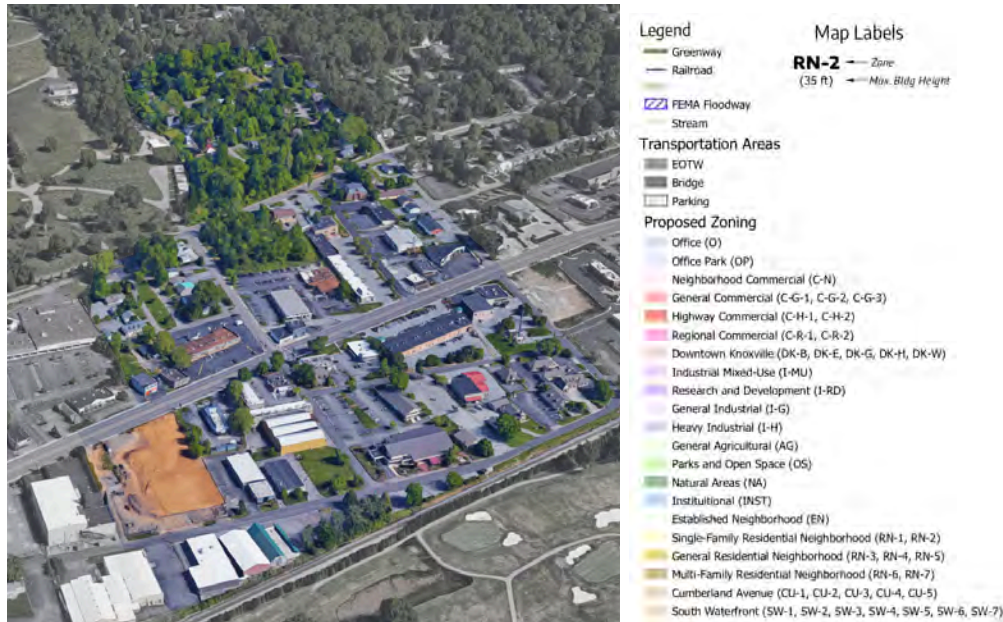 Legend
Greenway
Railroad
FEMA Floodway
Stream
Transportation Areas
EOTW
Bridge
Parking
Proposed Zoning
Office (O)
Office Park (OP)
Neighborhood Commercial (C-N)
General Commercial (C-G-1, C-G-2, C-G-3)
Highway Commercial (C-H-1, C-H-2)
Regional Commercial (C-R-1, C-R-2)
Downtown Knoxville (DK-B, DK-E, DK-G, DK-H, DK-W)
Industrial Mixed-Use (I-MU)
Research and Development (I-RD)
General Industrial (I-G)
Heavy Industrial (I-H)
General Agricultural (AG)
Parks and Open Space (OS)
Natural Areas (NA)
Instituitional (INST)
Established Neighborhood (EN)
Single-Family Residential Neighborhood (RN-1, RN-2)
General Residential Neighborhood (RN-3, RN-4, RN-5)
Multi-Family Residential Neighborhood (RN-6, RN-7)
Cumberland Avenue (CU-1, CU-2, CU-3, CU-4, CU-5)
South Waterfront (SW-1, SW-2, SW-3, SW-4, SW-5, SW-6, SW-7)
Map Labels
RN-2 Zone
(35 ft) Max. Bldg Height